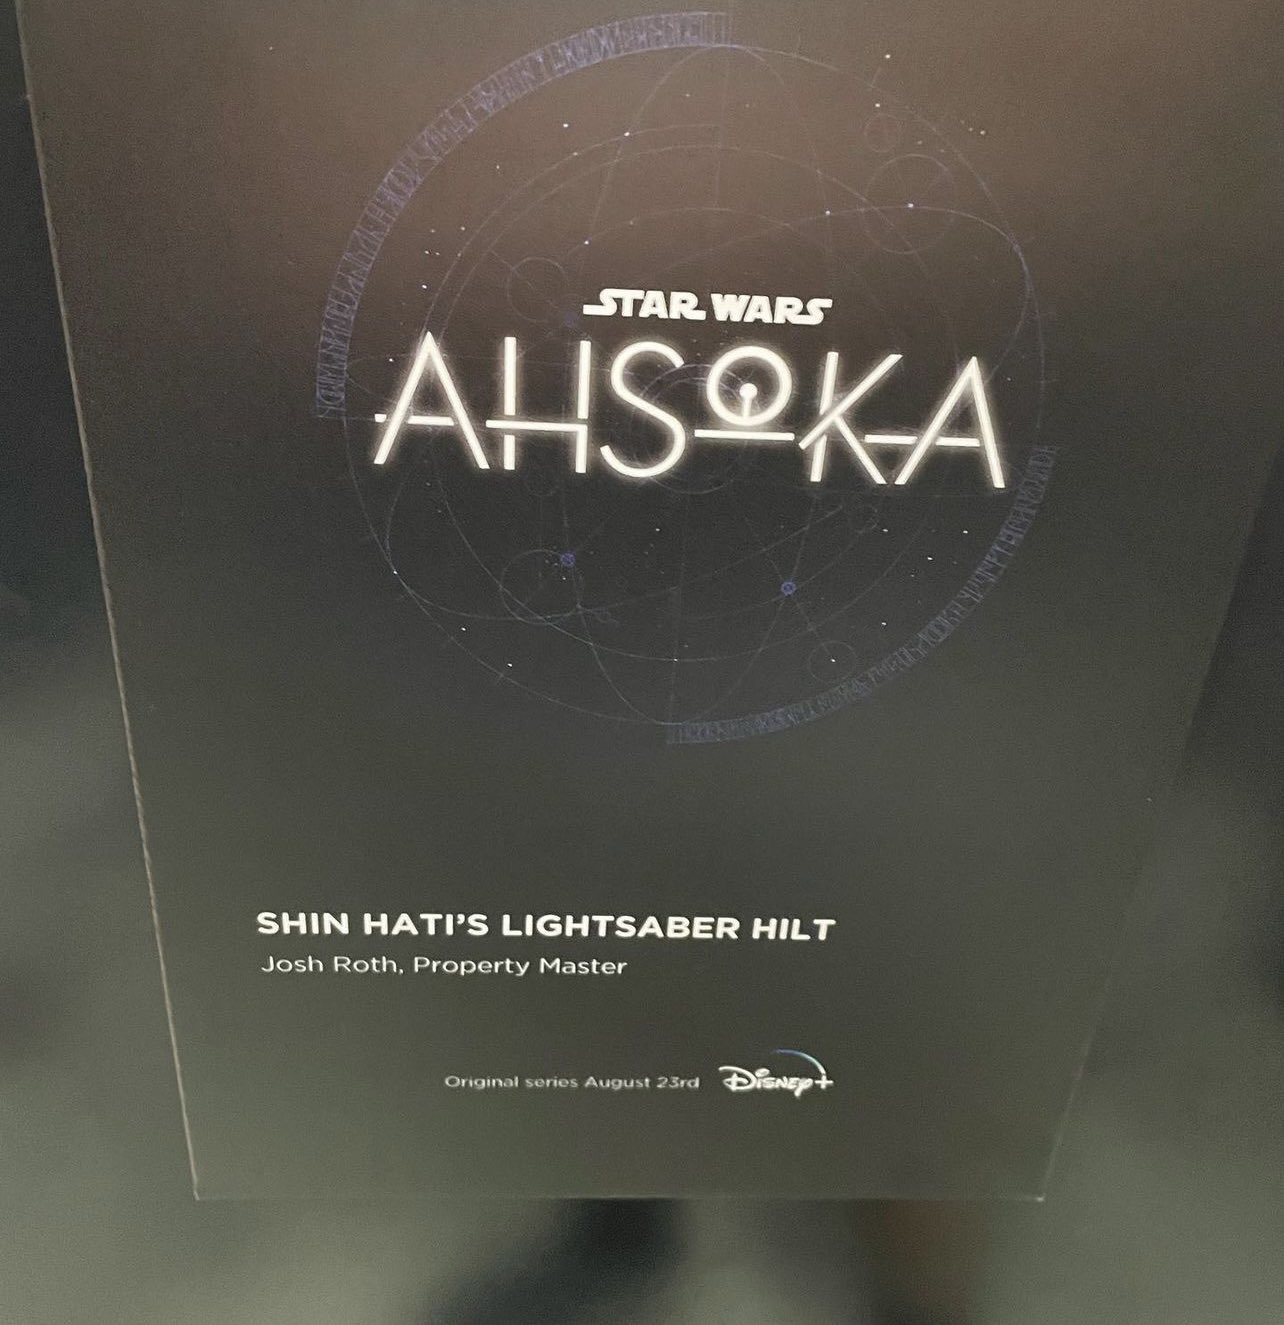 STAR WARS
AHSOKA
SHIN HATI'S LIGHTSABER HILT
Josh Roth, Property Master
Original series August 23rd Disney+